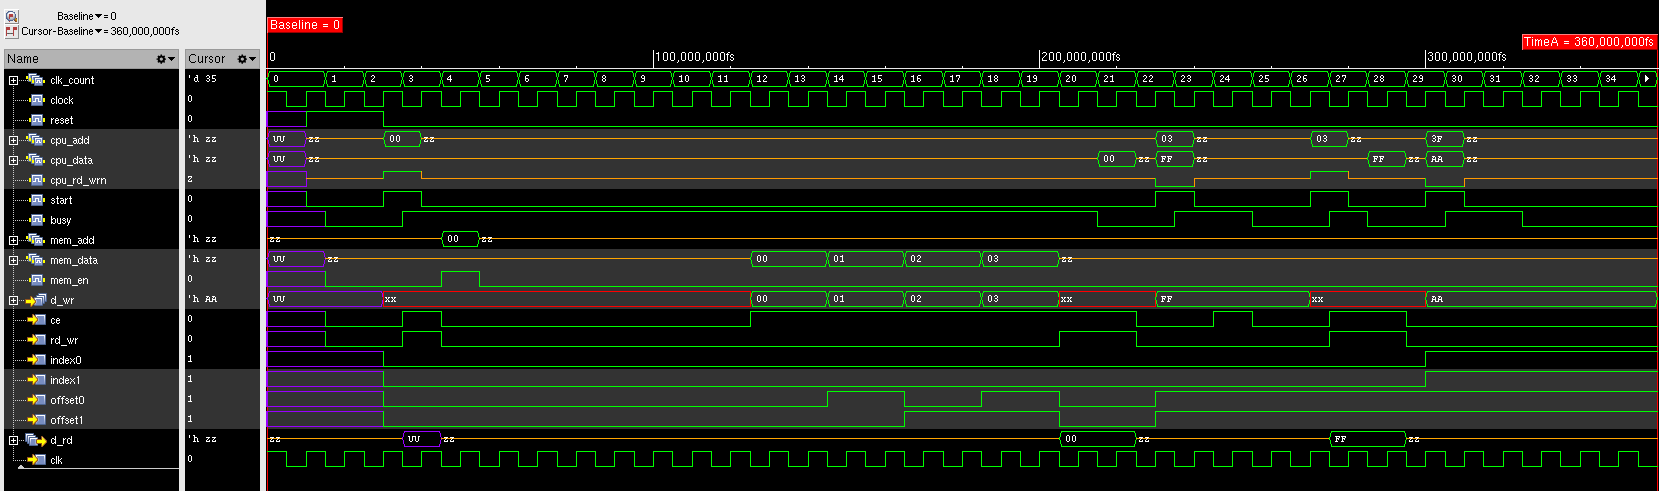 Baseline▼= 0
Cursor-Baseline▼= 360,000,000fs
Baseline = 0
TimeA = 360,000,000fs
0 100,000,000fs 200,000,000fs 300,000,000fs
Name Cursor
clk_count 'd 35 0 1 2 3 4 5 6 7 8 9 10 11 12 13 14 15 16 17 18 19 20 21 22 23 24 25 26 27 28 29 30 31 32 33 34
clock 0
reset 0
cpu_add 'h zz UU zz 00 zz 03 zz 03 zz 3F zz
cpu_data 'h zz UU zz 00 zz FF zz FF zz AA zz
cpu_rd_wrn z
start 0
busy 0
mem_add 'h zz zz 00 zz
mem_data 'h zz UU zz 00 01 02 03 zz
mem_en 0
d_wr 'h AA UU xx 00 01 02 03 xx FF xx AA
ce 0
rd_wr 0
index0 1
index1 1
offset0 1
offset1 1
d_rd 'h zz zz UU zz 00 zz FF zz
clk 0